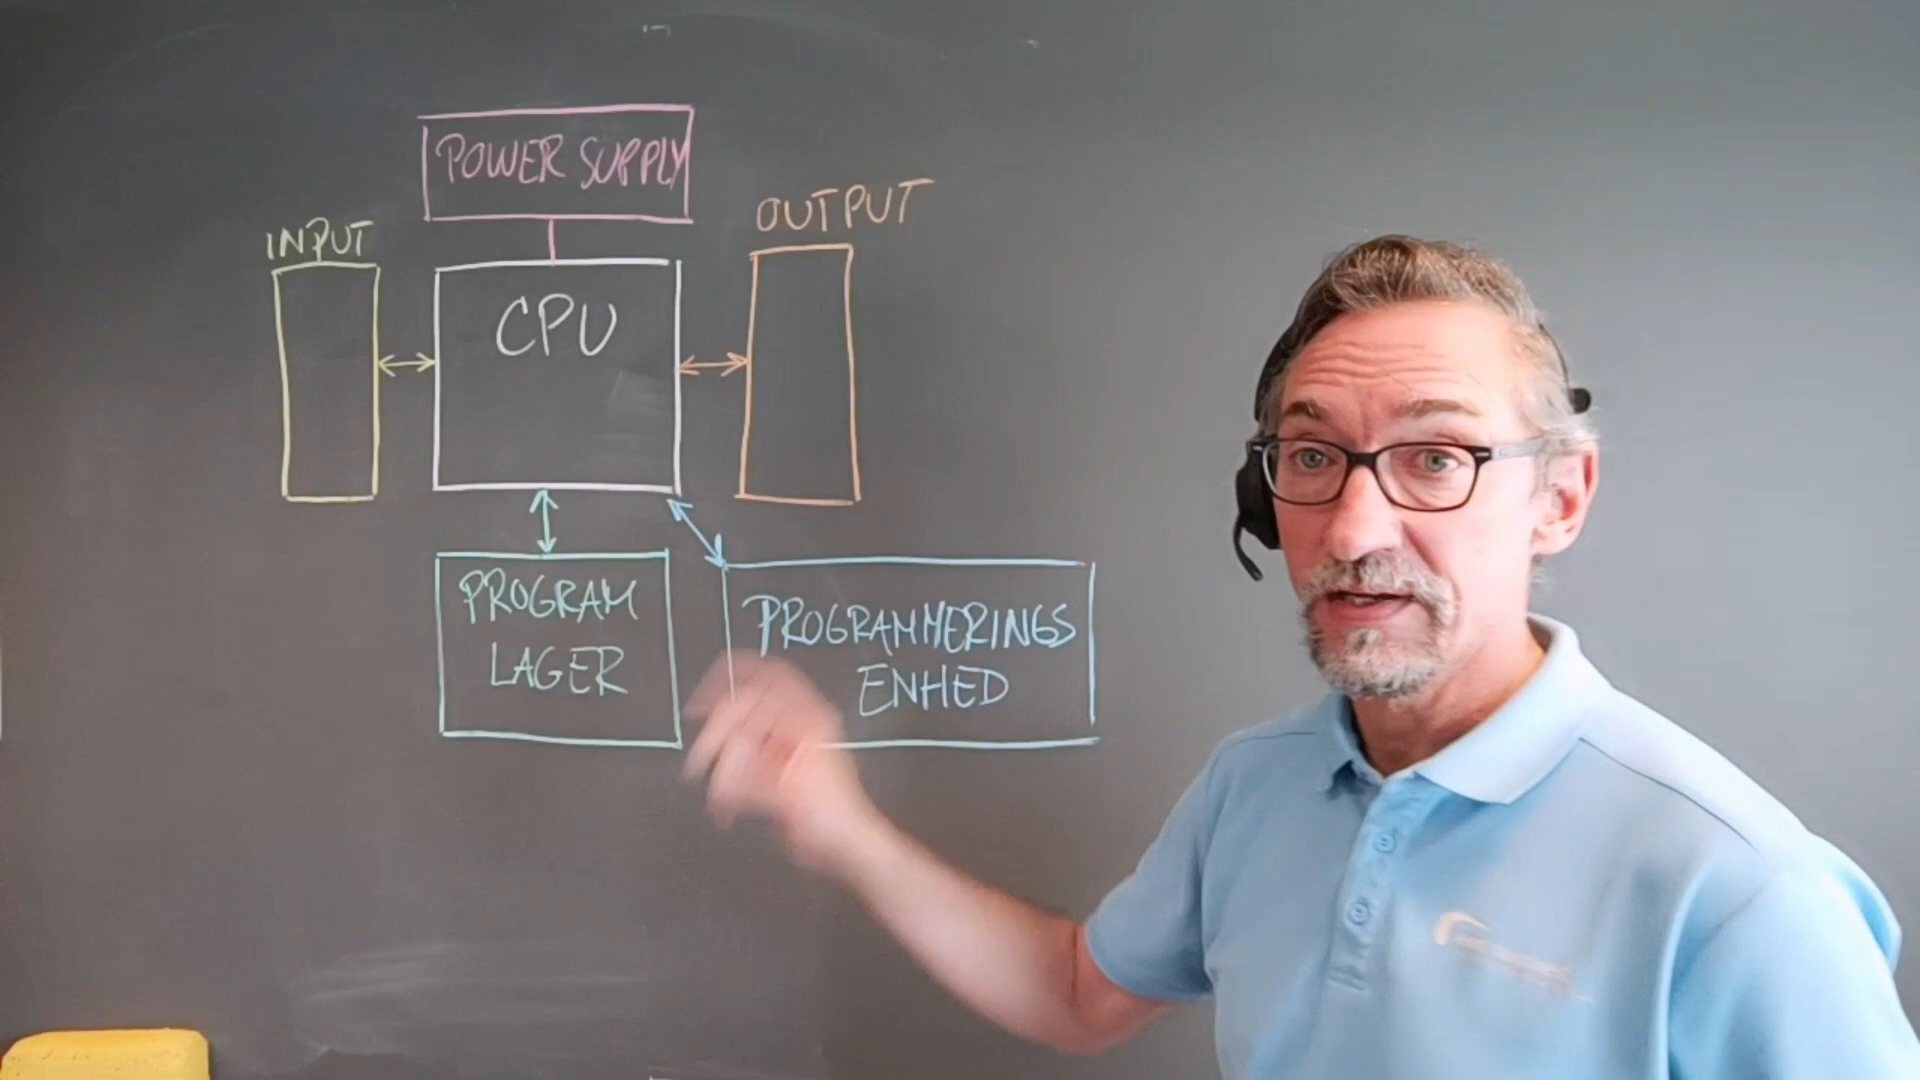 POWER SUPPLY
INPUT
OUTPUT
CPU
PROGRAM
LAGER
PROGRAMMERINGS
ENHED